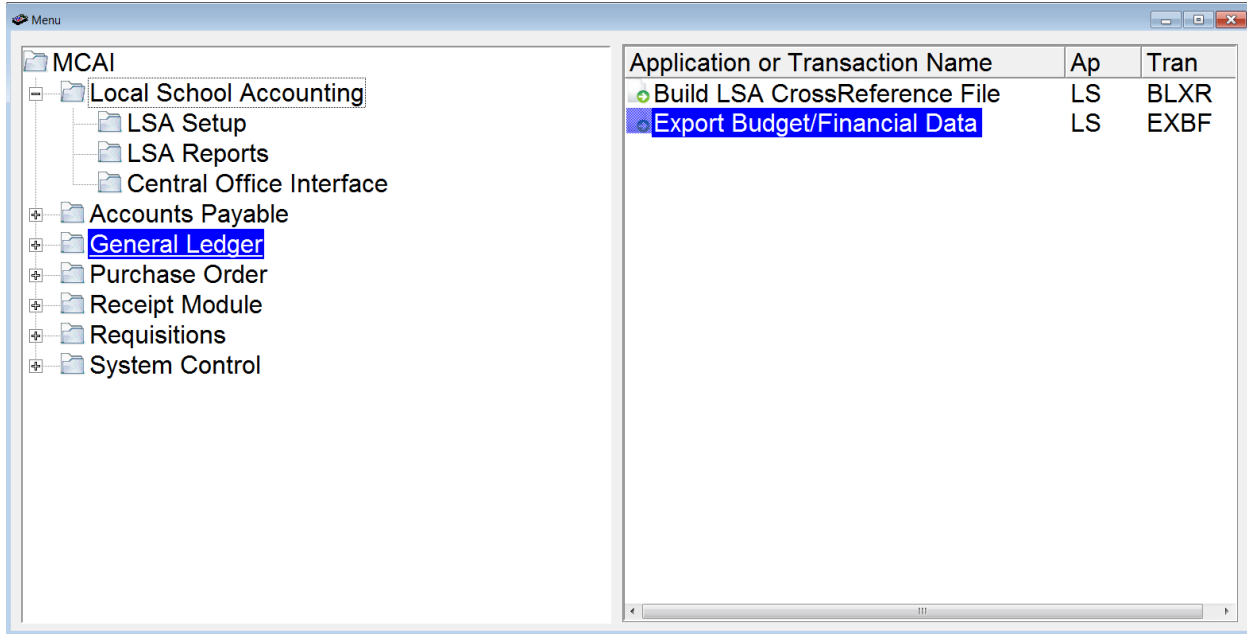 Menu
MCAI
Local School Accounting
LSA Setup
LSA Reports
Central Office Interface
Accounts Payable
General Ledger
Purchase Order
Receipt Module
Requisitions
System Control
Application or Transaction Name Ap Tran
Build LSA CrossReference File LS BLXR
Export Budget/Financial Data LS EXBF